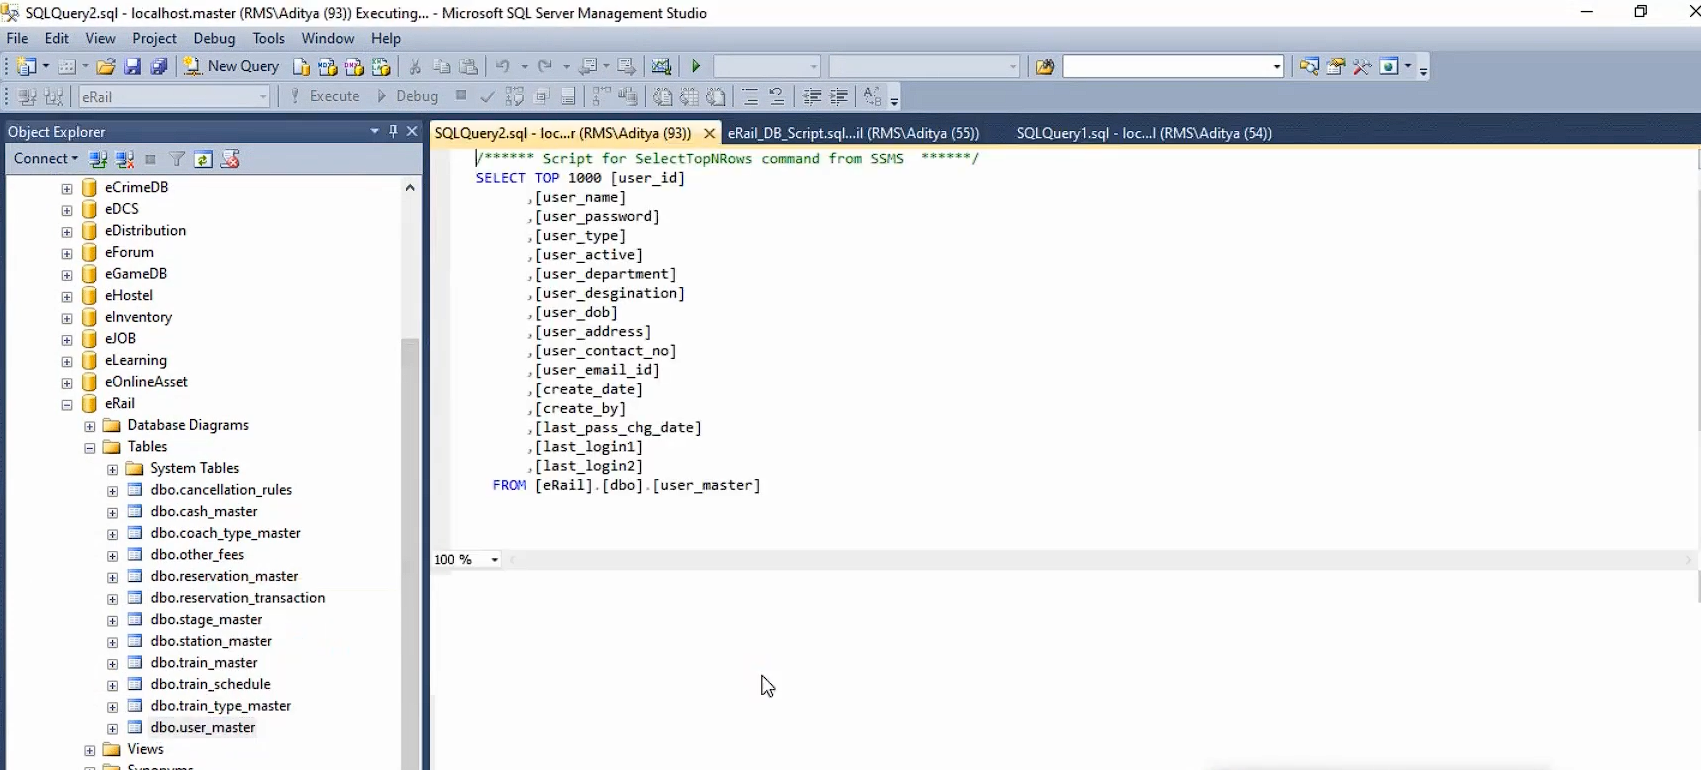 SQLQuery2.sql - localhost.master (RMS\Aditya (93)) Executing... - Microsoft SQL Server Management Studio
File Edit View Project Debug Tools Window Help
New Query
eRail Execute Debug
Object Explorer
Connect
eCrimeDB
eDCS
eDistribution
eForum
eGameDB
eHostel
eInventory
eJOB
eLearning
eOnlineAsset
eRail
Database Diagrams
Tables
System Tables
dbo.cancellation_rules
dbo.cash_master
dbo.coach_type_master
dbo.other_fees
dbo.reservation_master
dbo.reservation_transaction
dbo.stage_master
dbo.station_master
dbo.train_master
dbo.train_schedule
dbo.train_type_master
dbo.user_master
Views
Synonyms
SQLQuery2.sql - loc...r (RMS\Aditya (93)) eRail_DB_Script.sql...il (RMS\Aditya (55)) SQLQuery1.sql - loc...l (RMS\Aditya (54))
/****** Script for SelectTopNRows command from SSMS ******/
SELECT TOP 1000 [user_id]
,[user_name]
,[user_password]
,[user_type]
,[user_active]
,[user_department]
,[user_desgination]
,[user_dob]
,[user_address]
,[user_contact_no]
,[user_email_id]
,[create_date]
,[create_by]
,[last_pass_chg_date]
,[last_login1]
,[last_login2]
FROM [eRail].[dbo].[user_master]
100 %